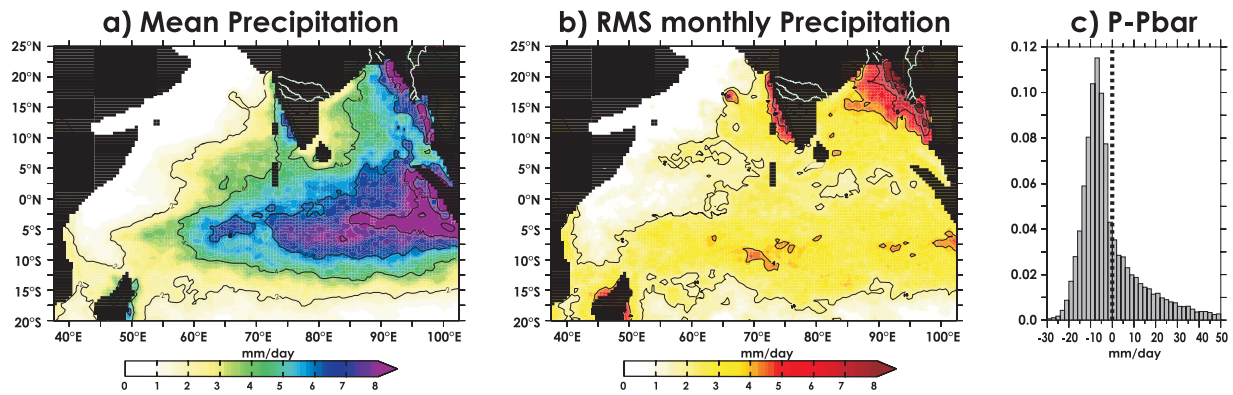 a) Mean Precipitation
b) RMS monthly Precipitation
c) P-Pbar
25°N
20°N
15°N
10°N
5°N
0°N
5°S
10°S
15°S
20°S
40°E 50°E 60°E 70°E 80°E 90°E 100°E
mm/day
0 1 2 3 4 5 6 7 8
25°N
20°N
15°N
10°N
5°N
0°N
5°S
10°S
15°S
20°S
40°E 50°E 60°E 70°E 80°E 90°E 100°E
mm/day
0 1 2 3 4 5 6 7 8
0.12
0.10
0.08
0.06
0.04
0.02
0.0
-30 -20 -10 0 10 20 30 40 50
mm/day